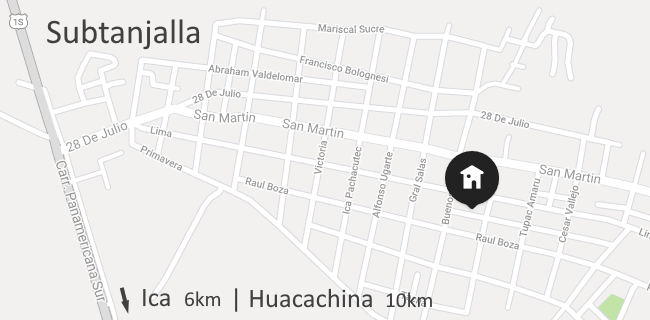 1S
Subtanjalla
Mariscal Sucre
Francisco Bolognesi
Abraham Valdelomar
28 De Julio
28 De Julio
28 De Julio
San Martin
San Martin
San Martin
Lima
Primavera
Raul Boza
Raul Boza
Victoria
Ica Pachacutec
Alfonso Ugarte
Gral Salas
Tupac Amaru
Cesar Vallejo
Carr. Panamericana Sur
Ica 6km | Huacachina 10km